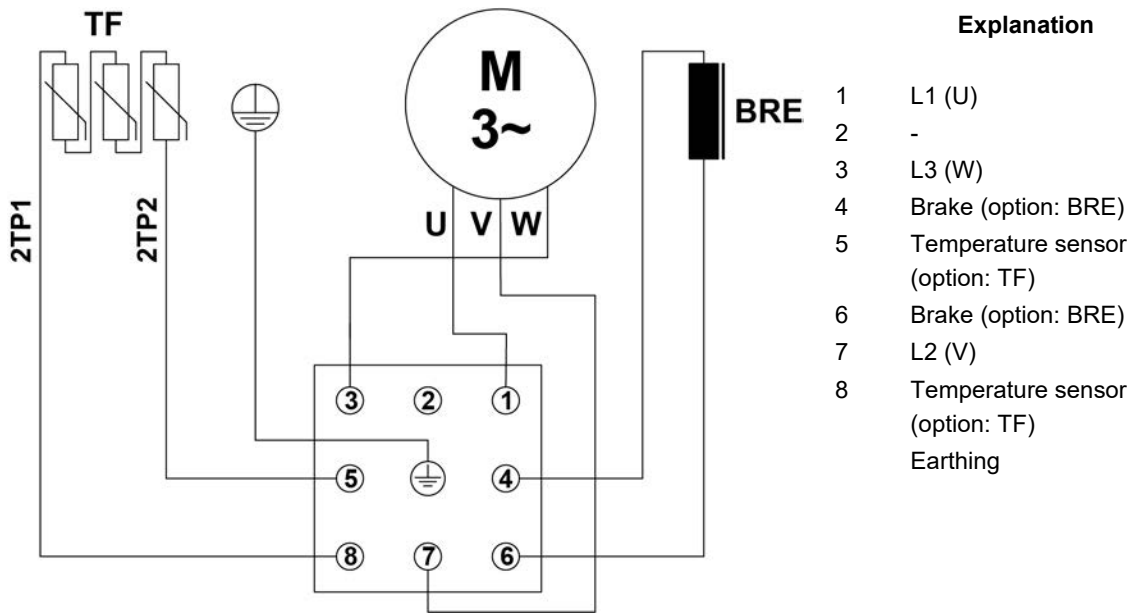 TF
M
3~
BRE
U V W
2TP1
2TP2
3 2 1
5 4
8 7 6
Explanation
1 L1 (U)
2 -
3 L3 (W)
4 Brake (option: BRE)
5 Temperature sensor
(option: TF)
6 Brake (option: BRE)
7 L2 (V)
8 Temperature sensor
(option: TF)
Earthing